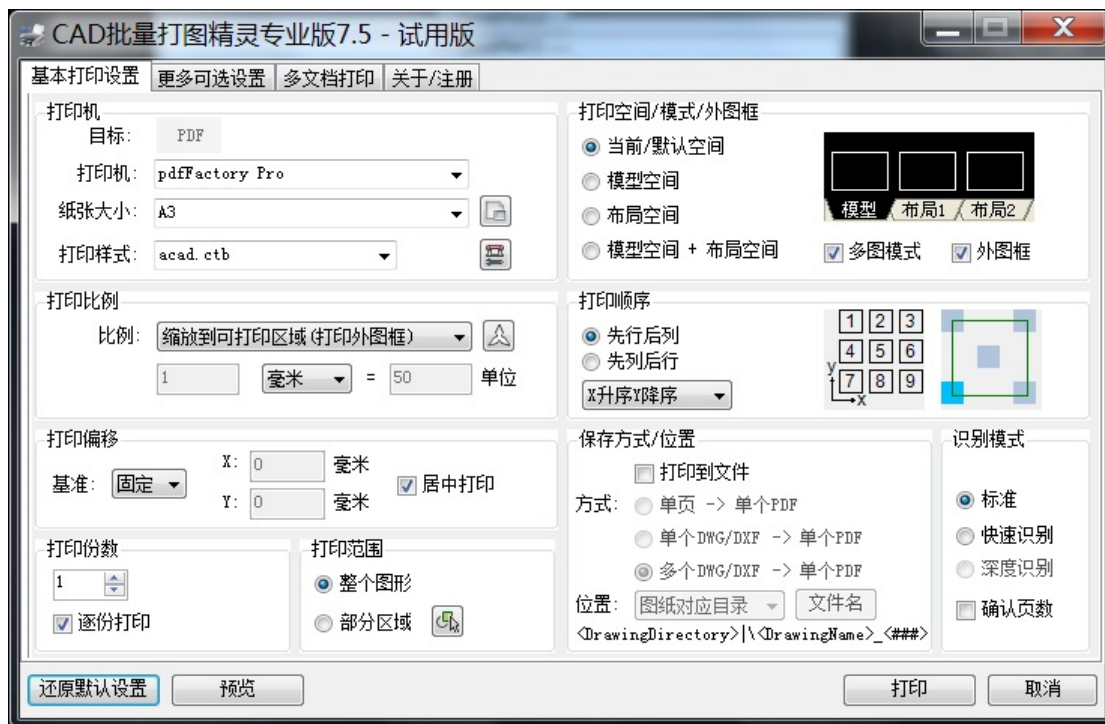 CAD批量打图精灵专业版7.5 - 试用版
基本打印设置 更多可选设置 多文档打印 关于/注册
打印机
目标: PDF
打印机: pdfFactory Pro
纸张大小: A3
打印样式: acad.ctb
打印空间/模式/外图框
当前/默认空间
模型空间
布局空间
模型空间 + 布局空间
模型 布局1 布局2
多图模式 外图框
打印比例
比例: 缩放到可打印区域(打印外图框)
1 毫米 = 50 单位
打印顺序
先行后列
先列后行
X升序Y降序
1 2 3
4 5 6
7 8 9
y
x
打印偏移
基准: 固定
X: 0 毫米
Y: 0 毫米
居中打印
保存方式/位置
打印到文件
方式: 单页 -> 单个PDF
单个DWG/DXF -> 单个PDF
多个DWG/DXF -> 单个PDF
位置: 图纸对应目录 文件名
<DrawingDirectory>|\<DrawingName>_<###>
识别模式
标准
快速识别
深度识别
确认页数
打印份数
1
逐份打印
打印范围
整个图形
部分区域
还原默认设置 预览 打印 取消